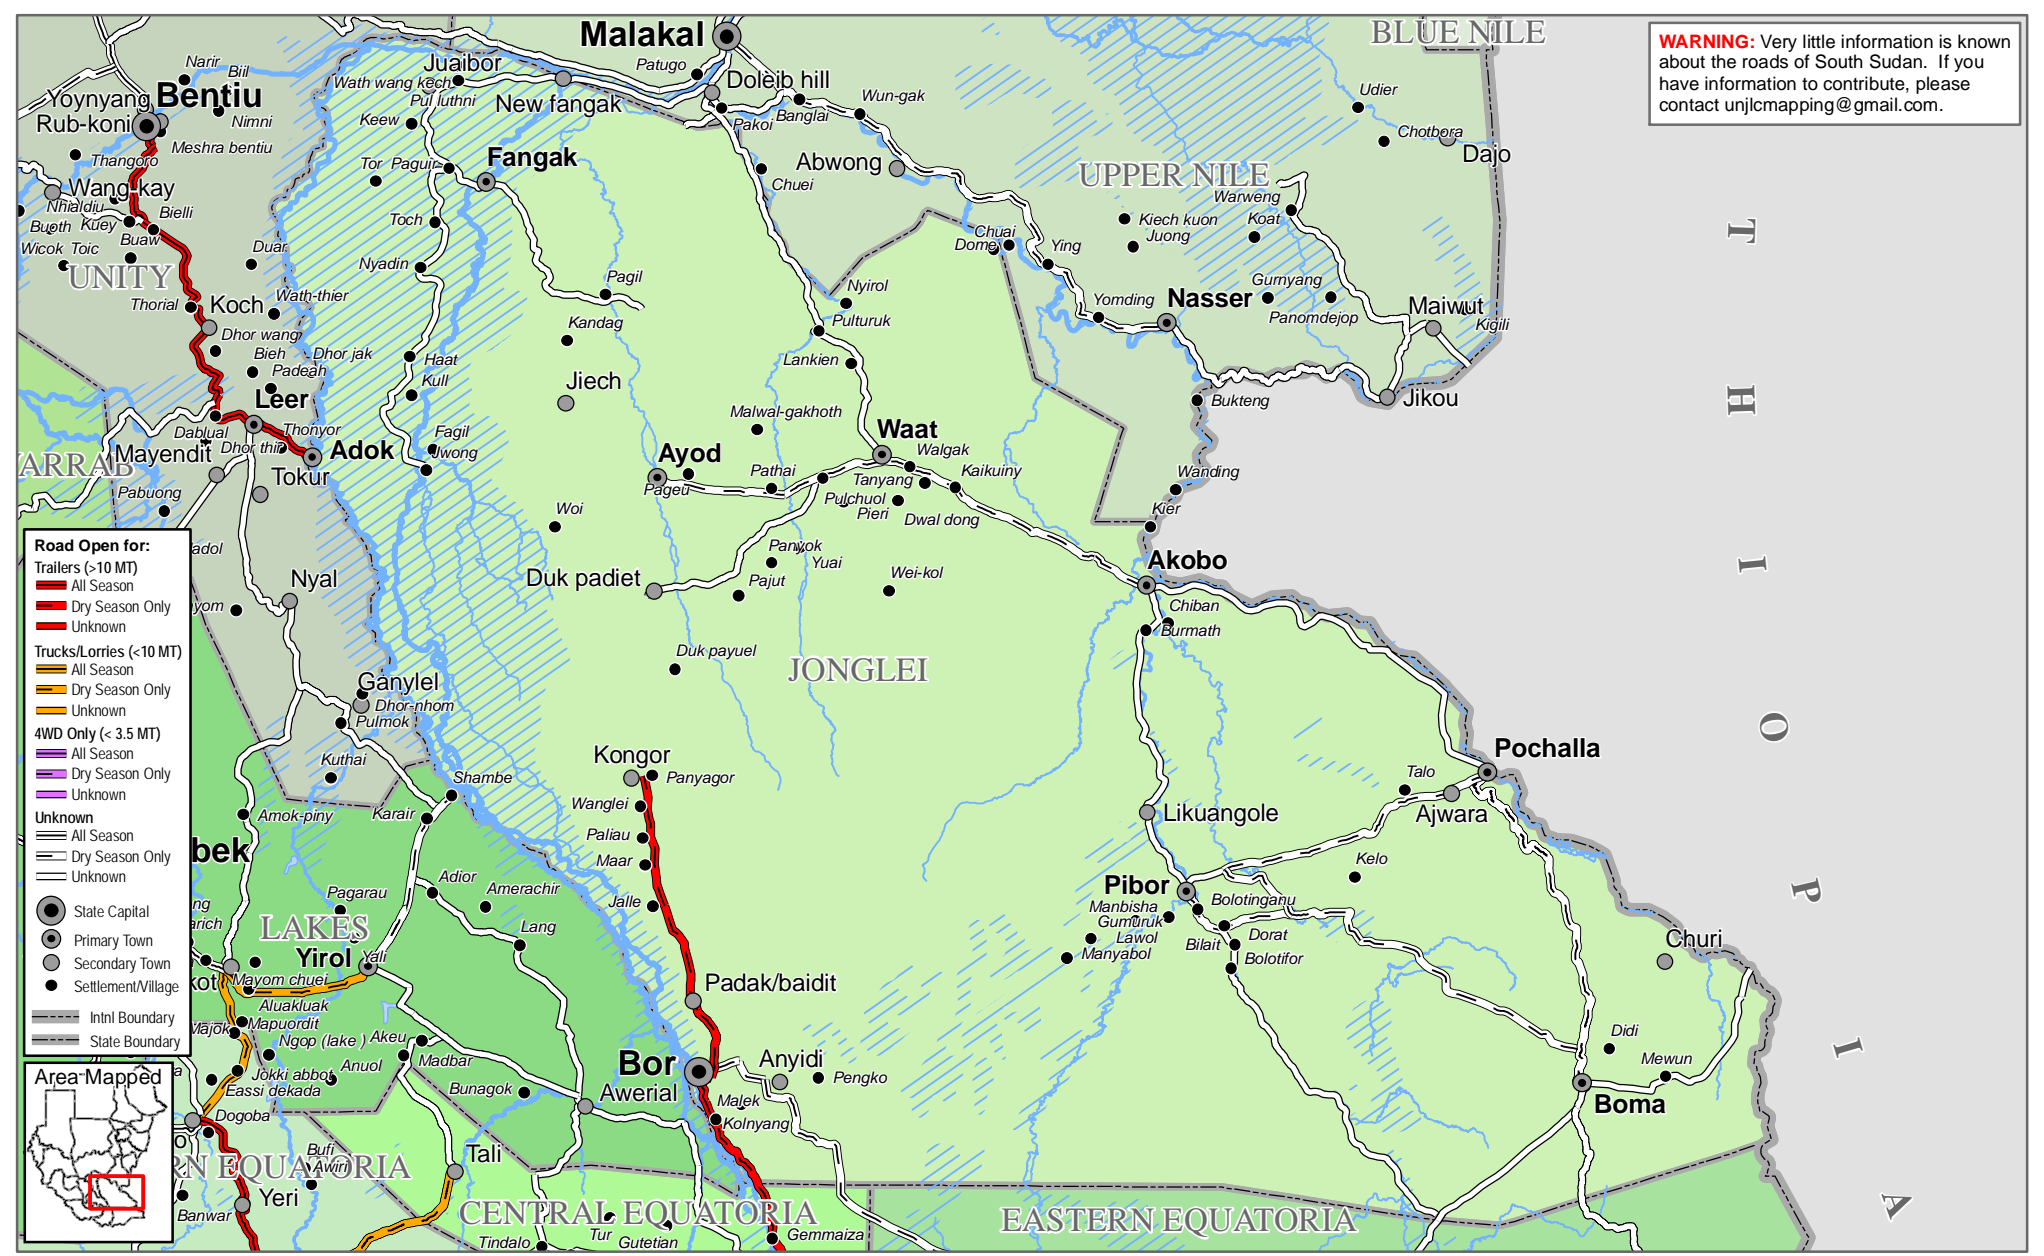 BLUE NILE
WARNING: Very little information is known
about the roads of South Sudan. If you
have information to contribute, please
contact unjlcmapping@gmail.com.
Malakal
Patugo
Juaibor
Wath wang kech
Pul luthni
New fangak
Doleib hill
Wun-gak
Banglai
Pakoi
Narir
Biil
Bentiu
Yoynyang
Rub-koni
Nimni
Meshra bentiu
Thangoro
Wang-kay
Nhialdiu
Bielli
Buoth
Kuey
Buaw
Wicok
Toic
Duar
UNITY
Keew
Tor
Paguir
Fangak
Toch
Nyadin
Abwong
Chuei
UPPER NILE
Udier
Chotbora
Dajo
Warweng
Koat
Kiech kuon
Juong
Chuai
Dome
Ying
Thorial
Koch
Wath-thier
Dhor wang
Bieh
Dhor jak
Padeah
Leer
Pagil
Kandag
Nyirol
Pulturuk
Lankien
Yomding
Nasser
Gurnyang
Panomdejop
Maiwut
Kigili
Haat
Kull
Jiech
Bukteng
Jikou
Malwal-gakhoth
Dablual
Dhor thir
Thonyor
Adok
Fagil
Jwong
Waat
Walgak
WARRAB
Mayendit
Tokur
Pabuong
Ayod
Pageu
Pathai
Tanyang
Kaikuiny
Pulchuol
Pieri
Dwal dong
Wanding
Kier
Woi
Panyok
Yuai
Pajut
Wei-kol
Duk padiet
Akobo
Chiban
Burmath
Nyal
Duk payuel
JONGLEI
Ganylel
Dhor-nhom
Pulmok
Kuthai
Shambe
Karair
Amok-piny
Kongor
Panyagor
Wanglei
Paliau
Maar
Jalle
Pochalla
Talo
Ajwara
Likuangole
Kelo
Pibor
Manbisha
Gumuruk
Lawol
Manyabol
Bolotinganu
Bilait
Dorat
Bolotifor
Churi
bek
Adior
Amerachir
Pagarau
LAKES
Lang
Yirol
Yali
Mayom chuei
Aluakluak
Mapuordit
Majok
Ngop (lake )
Akeu
Anuol
Madbar
Jokki abbot
Eassi dekada
Dogoba
Bunagok
Padak/baidit
Bor
Anyidi
Pengko
Awerial
Malek
Kolnyang
Didi
Mewun
Boma
Bufi
Awiri
RN EQUATORIA
Yeri
Banwar
Tali
CENTRAL EQUATORIA
Tindalo
Tur
Gutetian
Gemmaiza
EASTERN EQUATORIA
T H I O P I A
adol
yom
ng
arich
kot
a
o
Road Open for:
Trailers (>10 MT)
All Season
Dry Season Only
Unknown
Trucks/Lorries (<10 MT)
All Season
Dry Season Only
Unknown
4WD Only (< 3.5 MT)
All Season
Dry Season Only
Unknown
Unknown
All Season
Dry Season Only
Unknown
State Capital
Primary Town
Secondary Town
Settlement/Village
Intnl Boundary
State Boundary
Area Mapped